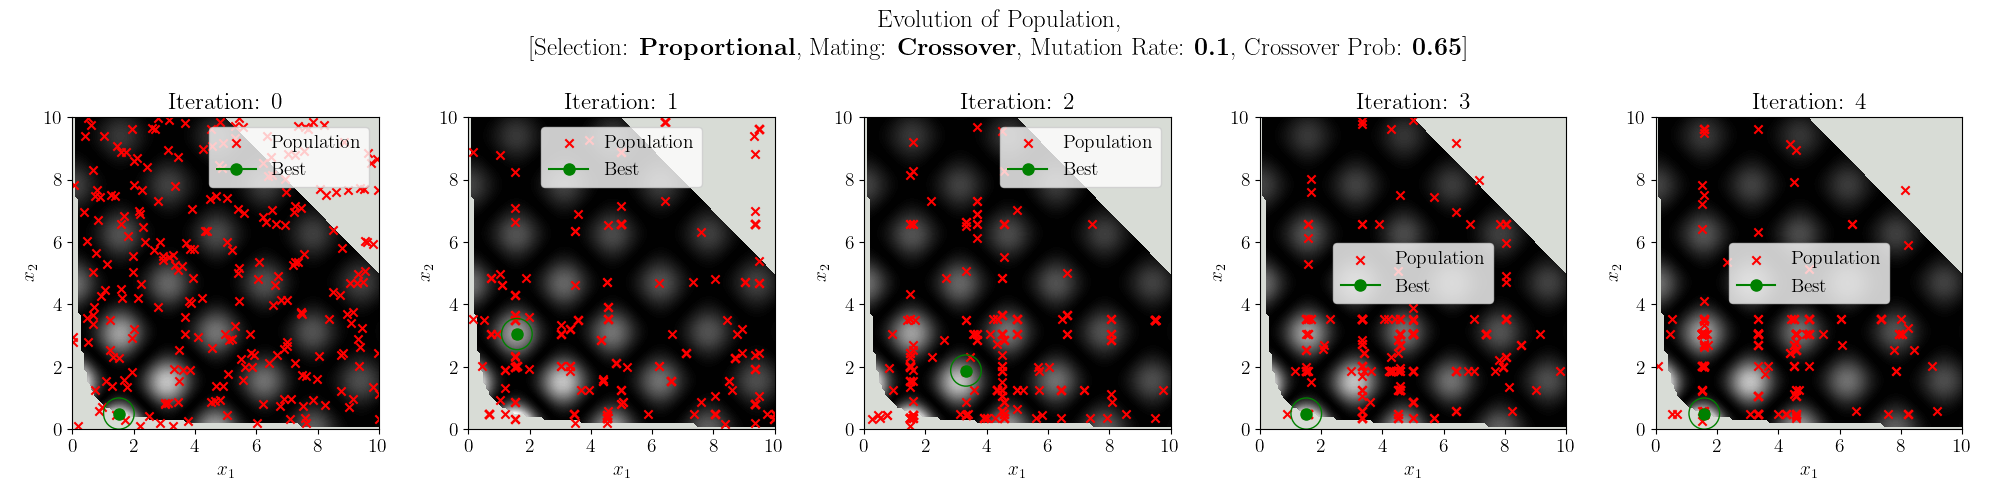 Evolution of Population,
[Selection: Proportional, Mating: Crossover, Mutation Rate: 0.1, Crossover Prob: 0.65]
Iteration: 0
10
8
6
4
2
0
x2
Population
Best
0 2 4 6 8 10
x1
Iteration: 1
10
8
6
4
2
0
x2
Population
Best
0 2 4 6 8 10
x1
Iteration: 2
10
8
6
4
2
0
x2
Population
Best
0 2 4 6 8 10
x1
Iteration: 3
10
8
6
4
2
0
x2
Population
Best
0 2 4 6 8 10
x1
Iteration: 4
10
8
6
4
2
0
x2
Population
Best
0 2 4 6 8 10
x1